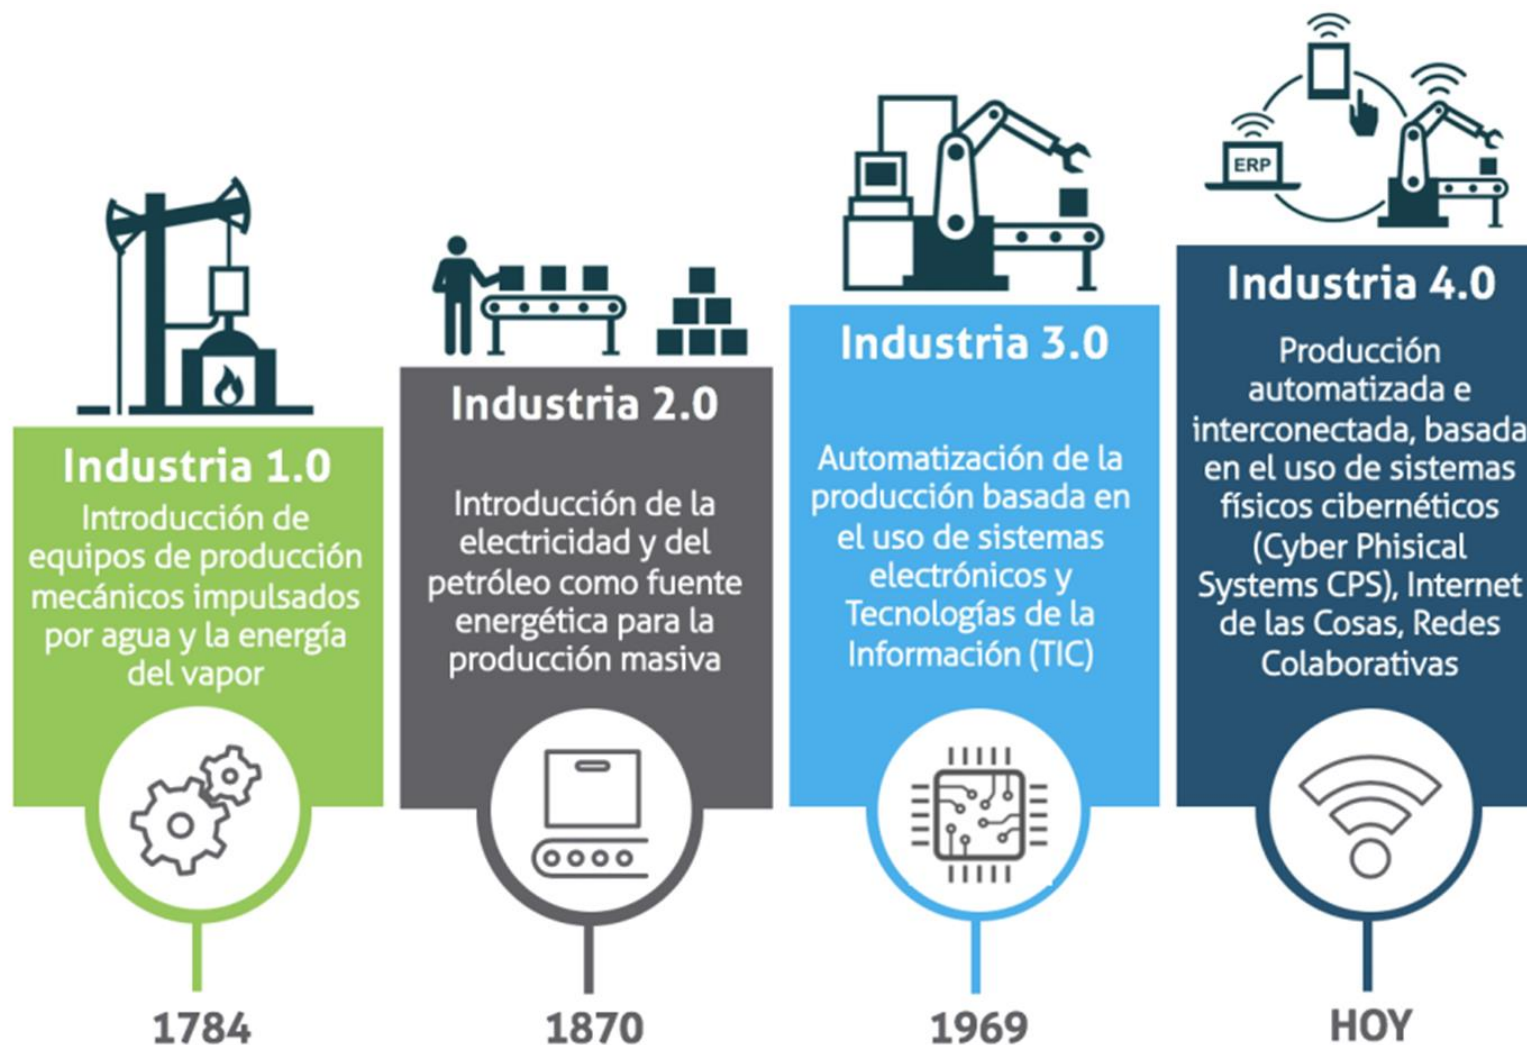 Industria 1.0
Introducción de
equipos de producción
mecánicos impulsados
por agua y la energía
del vapor
1784
Industria 2.0
Introducción de la
electricidad y del
petróleo como fuente
energética para la
producción masiva
1870
Industria 3.0
Automatización de la
producción basada en
el uso de sistemas
electrónicos y
Tecnologías de la
Información (TIC)
1969
ERP
Industria 4.0
Producción
automatizada e
interconectada, basada
en el uso de sistemas
físicos cibernéticos
(Cyber Phisical
Systems CPS), Internet
de las Cosas, Redes
Colaborativas
HOY